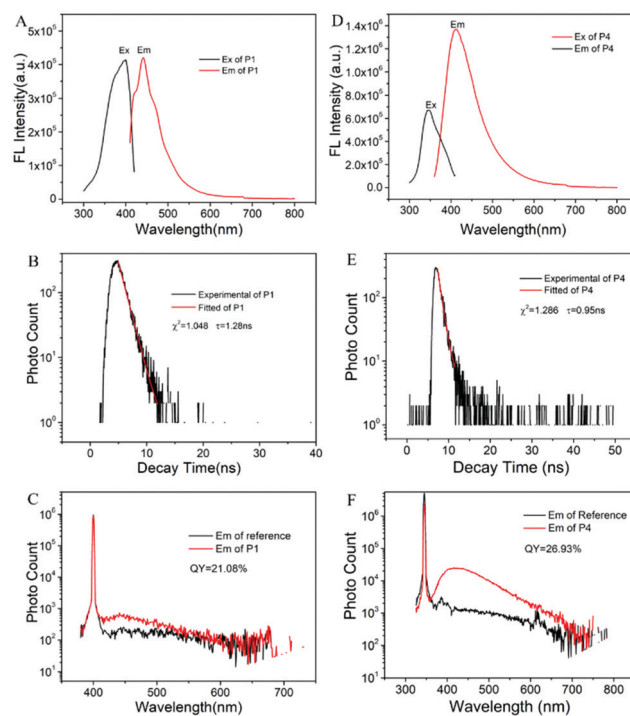 A
Ex
Em
Ex of P1
Em of P1
FL Intensity(a.u.)
5x10⁵
4x10⁵
3x10⁵
2x10⁵
1x10⁵
0
300 400 500 600 700 800
Wavelength(nm)
D
Em
Ex
Ex of P4
Em of P4
FL Intensity (a.u.)
1.4x10⁶
1.2x10⁶
1.0x10⁶
8.0x10⁵
6.0x10⁵
4.0x10⁵
2.0x10⁵
0.0
300 400 500 600 700 800
Wavelength(nm)
B
Experimental of P1
Fitted of P1
χ²=1.048 τ=1.28ns
Photo Count
10²
10¹
10⁰
0 10 20 30 40
Decay Time(ns)
E
Experimental of P4
Fitted of P4
χ²=1.286 τ=0.95ns
Photo Count
10²
10¹
10⁰
0 10 20 30 40 50
Decay Time (ns)
C
Em of reference
Em of P1
QY=21.08%
Photo Count
10⁶
10⁵
10⁴
10³
10²
10¹
400 500 600 700
Wavelength (nm)
F
Em of Reference
Em of P4
QY=26.93%
Photo Count
10⁶
10⁵
10⁴
10³
10²
10¹
300 400 500 600 700 800
Wavelength (nm)